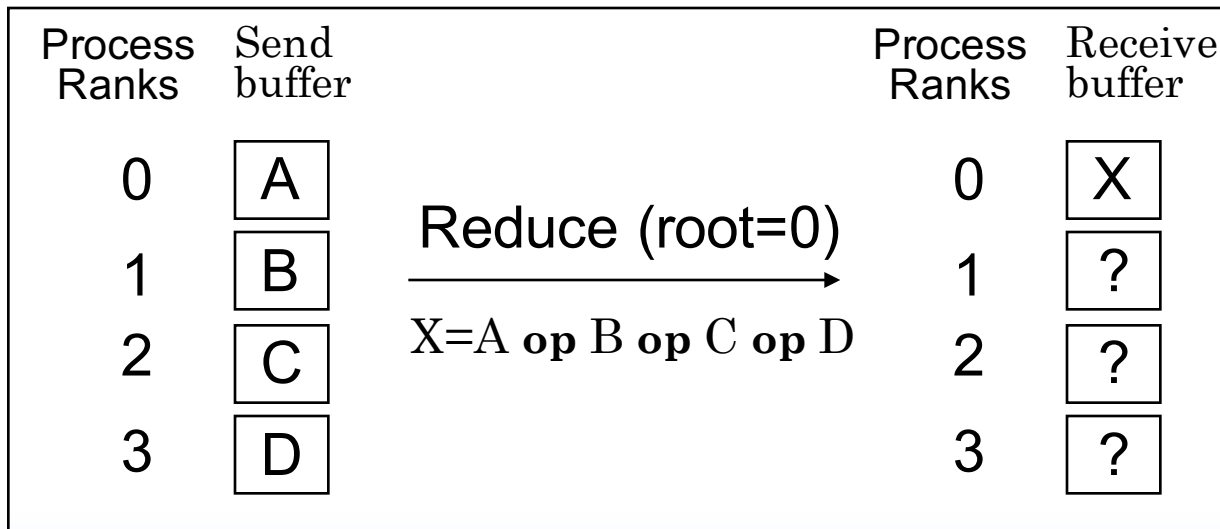 Process Send Process Receive
Ranks buffer Ranks buffer
0 A 0 X
Reduce (root=0)
1 B 1 ?
X=A op B op C op D
2 C 2 ?
3 D 3 ?